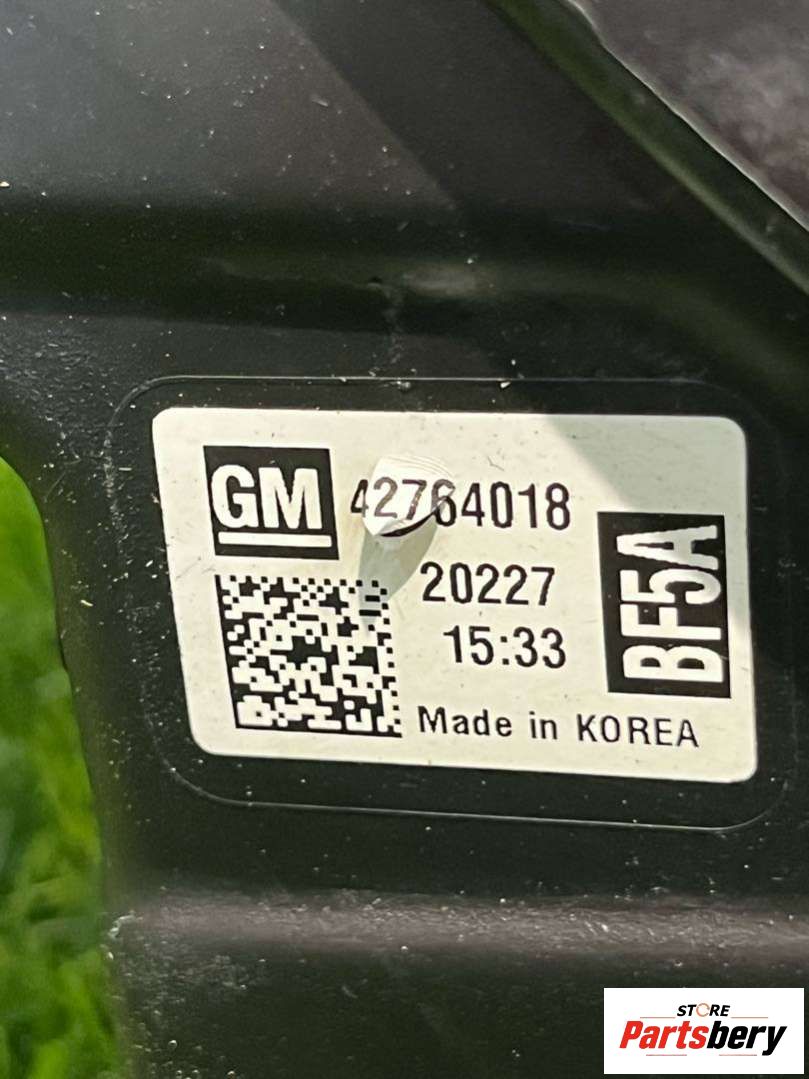 GM 42764018
20227
15:33
BF5A
Made in KOREA
STORE
Partsbery